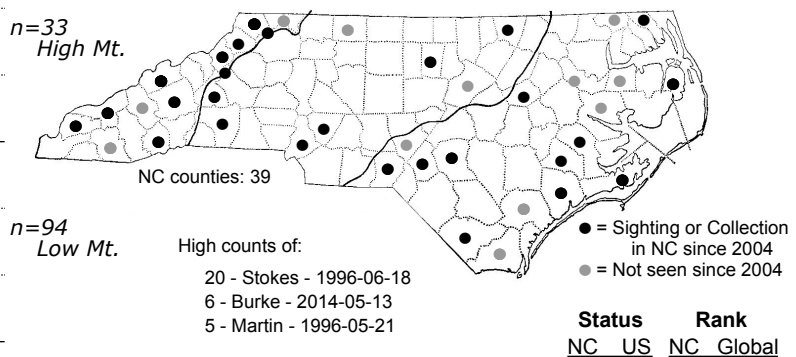 n=33
High Mt.
NC counties: 39
n=94
Low Mt.
High counts of:
20 - Stokes - 1996-06-18
6 - Burke - 2014-05-13
5 - Martin - 1996-05-21
● = Sighting or Collection
in NC since 2004
● = Not seen since 2004
Status Rank
NC US NC Global